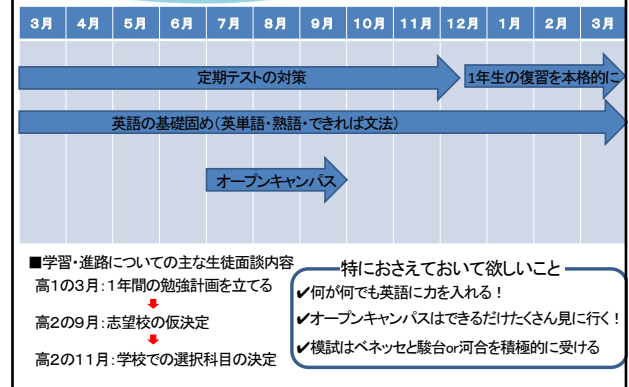 3月 4月 5月 6月 7月 8月 9月 10月 11月 12月 1月 2月 3月
定期テストの対策
1年生の復習を本格的に
英語の基礎固め(英単語・熟語・できれば文法)
オープンキャンパス
■学習・進路についての主な生徒面談内容
高1の3月:1年間の勉強計画を立てる
高2の9月:志望校の仮決定
高2の11月:学校での選択科目の決定
特におさえておいて欲しいこと
✔何が何でも英語に力を入れる!
✔オープンキャンパスはできるだけたくさん見に行く!
✔模試はベネッセと駿台or河合を積極的に受ける